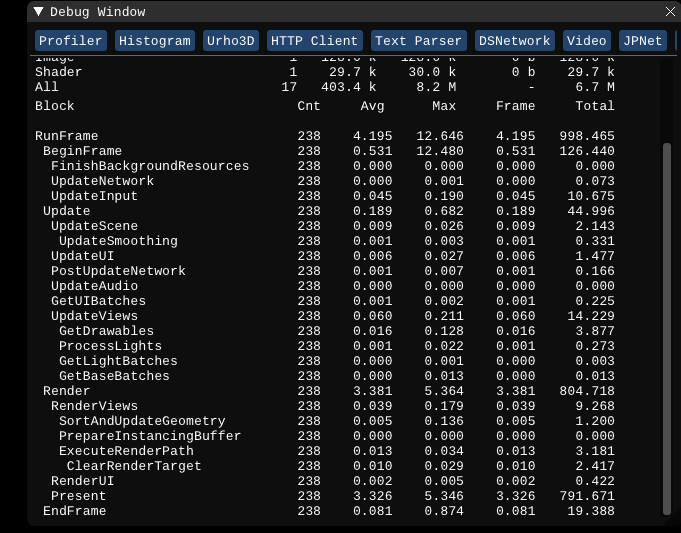 Debug Window
Profiler Histogram Urho3D HTTP Client Text Parser DSNetwork Video JPNet
Image 1 128.0 k 128.0 k 0 b 128.0 k
Shader 1 29.7 k 30.0 k 0 b 29.7 k
All 17 403.4 k 8.2 M - 6.7 M
Block Cnt Avg Max Frame Total
RunFrame 238 4.195 12.646 4.195 998.465
BeginFrame 238 0.531 12.480 0.531 126.440
FinishBackgroundResources 238 0.000 0.000 0.000 0.000
UpdateNetwork 238 0.000 0.001 0.000 0.073
UpdateInput 238 0.045 0.190 0.045 10.675
Update 238 0.189 0.682 0.189 44.996
UpdateScene 238 0.009 0.026 0.009 2.143
UpdateSmoothing 238 0.001 0.003 0.001 0.331
UpdateUI 238 0.006 0.027 0.006 1.477
PostUpdateNetwork 238 0.001 0.007 0.001 0.166
UpdateAudio 238 0.000 0.000 0.000 0.000
GetUIBatches 238 0.001 0.002 0.001 0.225
UpdateViews 238 0.060 0.211 0.060 14.229
GetDrawables 238 0.016 0.128 0.016 3.877
ProcessLights 238 0.001 0.022 0.001 0.273
GetLightBatches 238 0.000 0.001 0.000 0.003
GetBaseBatches 238 0.000 0.013 0.000 0.013
Render 238 3.381 5.364 3.381 804.718
RenderViews 238 0.039 0.179 0.039 9.268
SortAndUpdateGeometry 238 0.005 0.136 0.005 1.200
PrepareInstancingBuffer 238 0.000 0.000 0.000 0.000
ExecuteRenderPath 238 0.013 0.034 0.013 3.181
ClearRenderTarget 238 0.010 0.029 0.010 2.417
RenderUI 238 0.002 0.005 0.002 0.422
Present 238 3.326 5.346 3.326 791.671
EndFrame 238 0.081 0.874 0.081 19.388